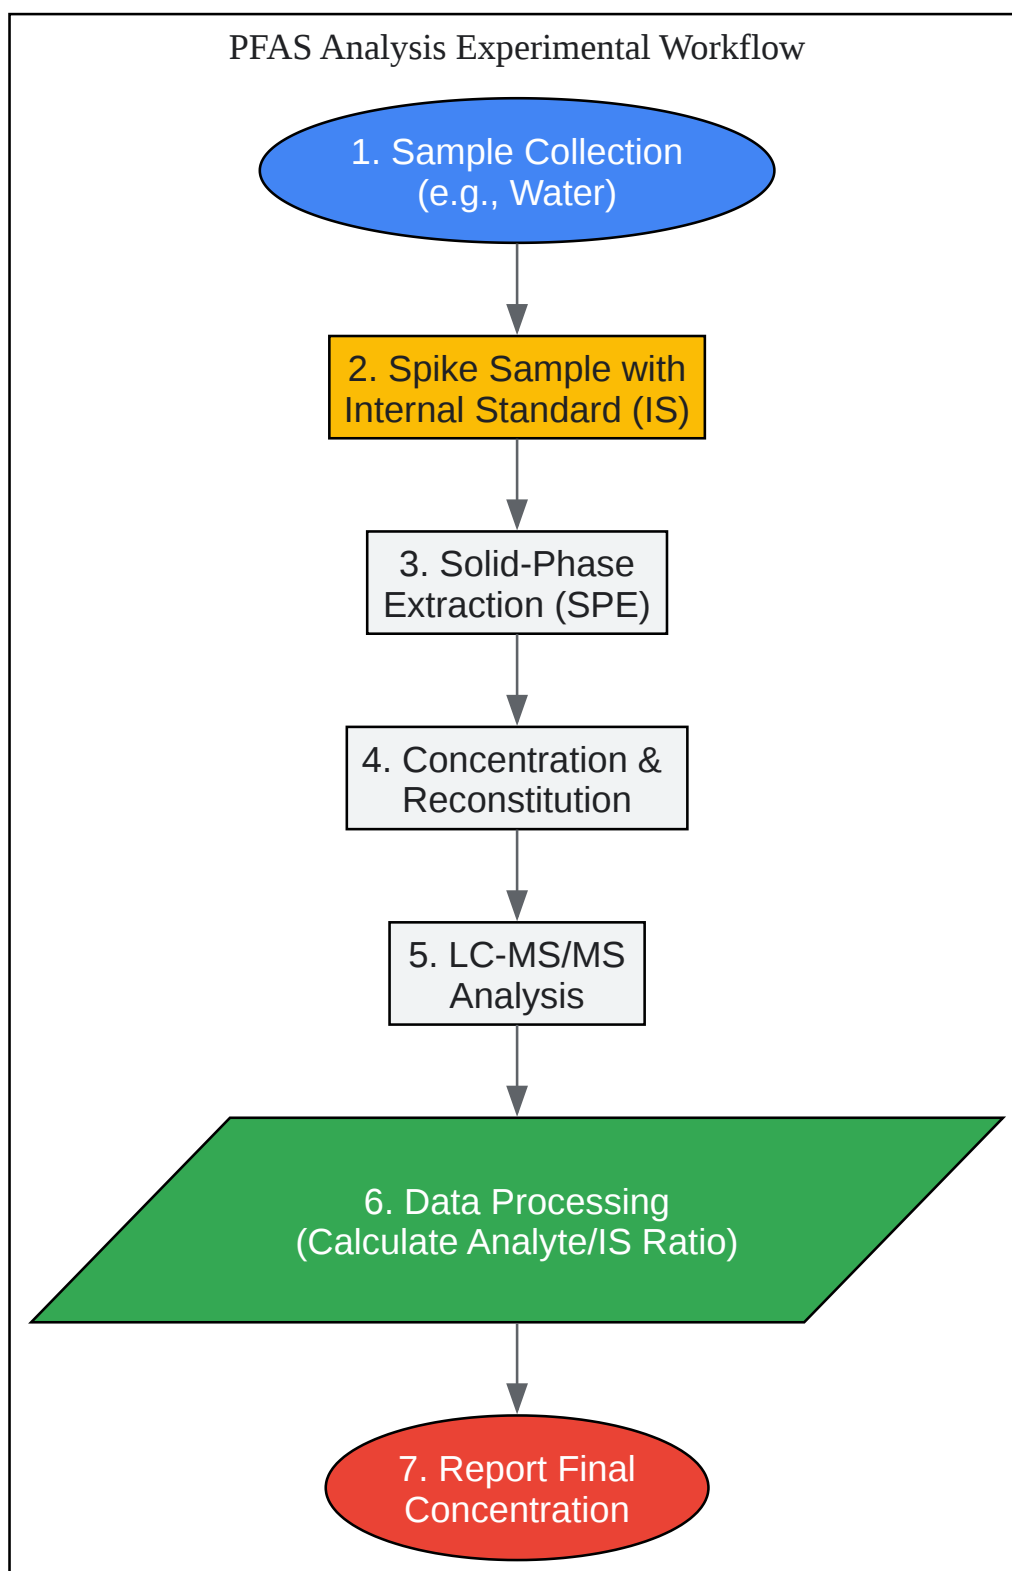 PFAS Analysis Experimental Workflow
1. Sample Collection
(e.g., Water)
2. Spike Sample with
Internal Standard (IS)
3. Solid-Phase
Extraction (SPE)
4. Concentration &
Reconstitution
5. LC-MS/MS
Analysis
6. Data Processing
(Calculate Analyte/IS Ratio)
7. Report Final
Concentration